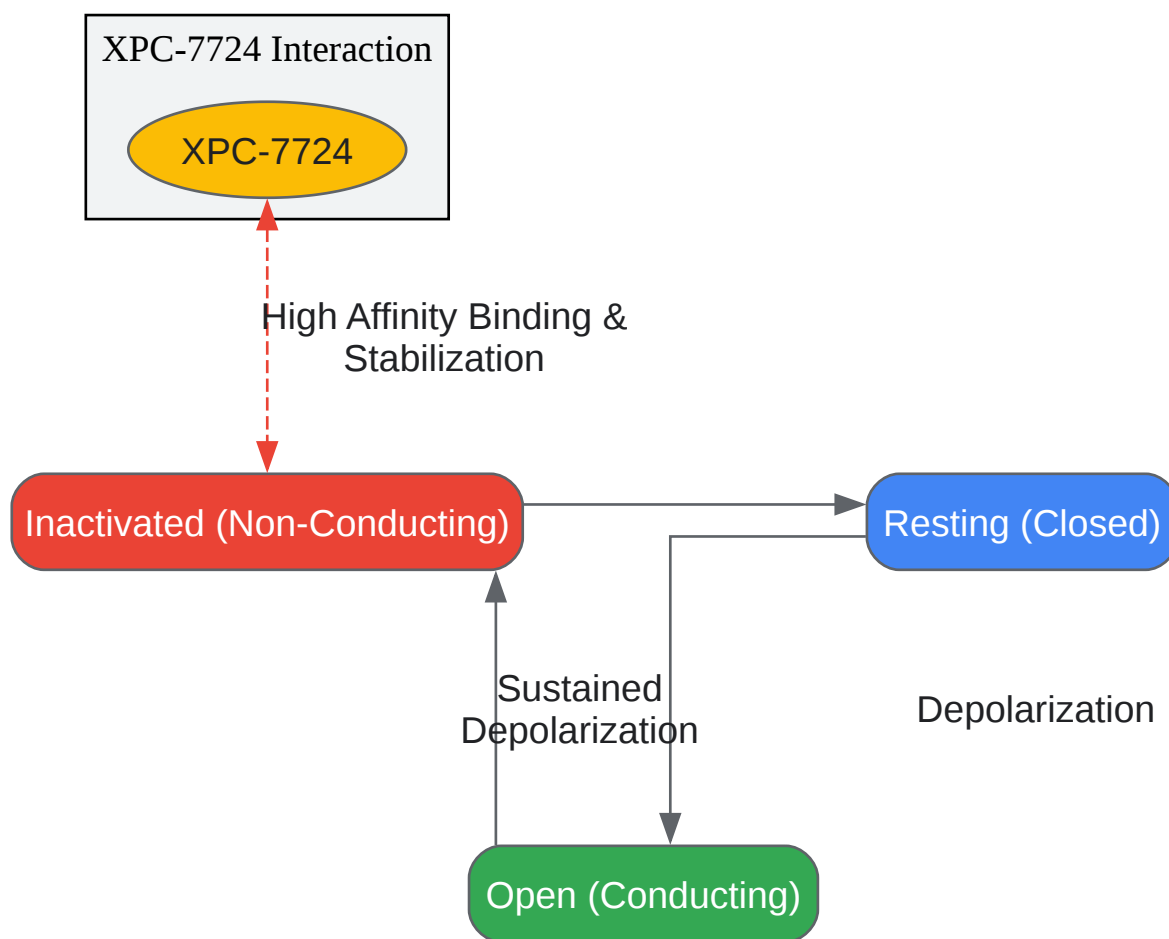 XPC-7724 Interaction
XPC-7724
High Affinity Binding &
Stabilization
Inactivated (Non-Conducting)
Resting (Closed)
Sustained
Depolarization
Depolarization
Open (Conducting)